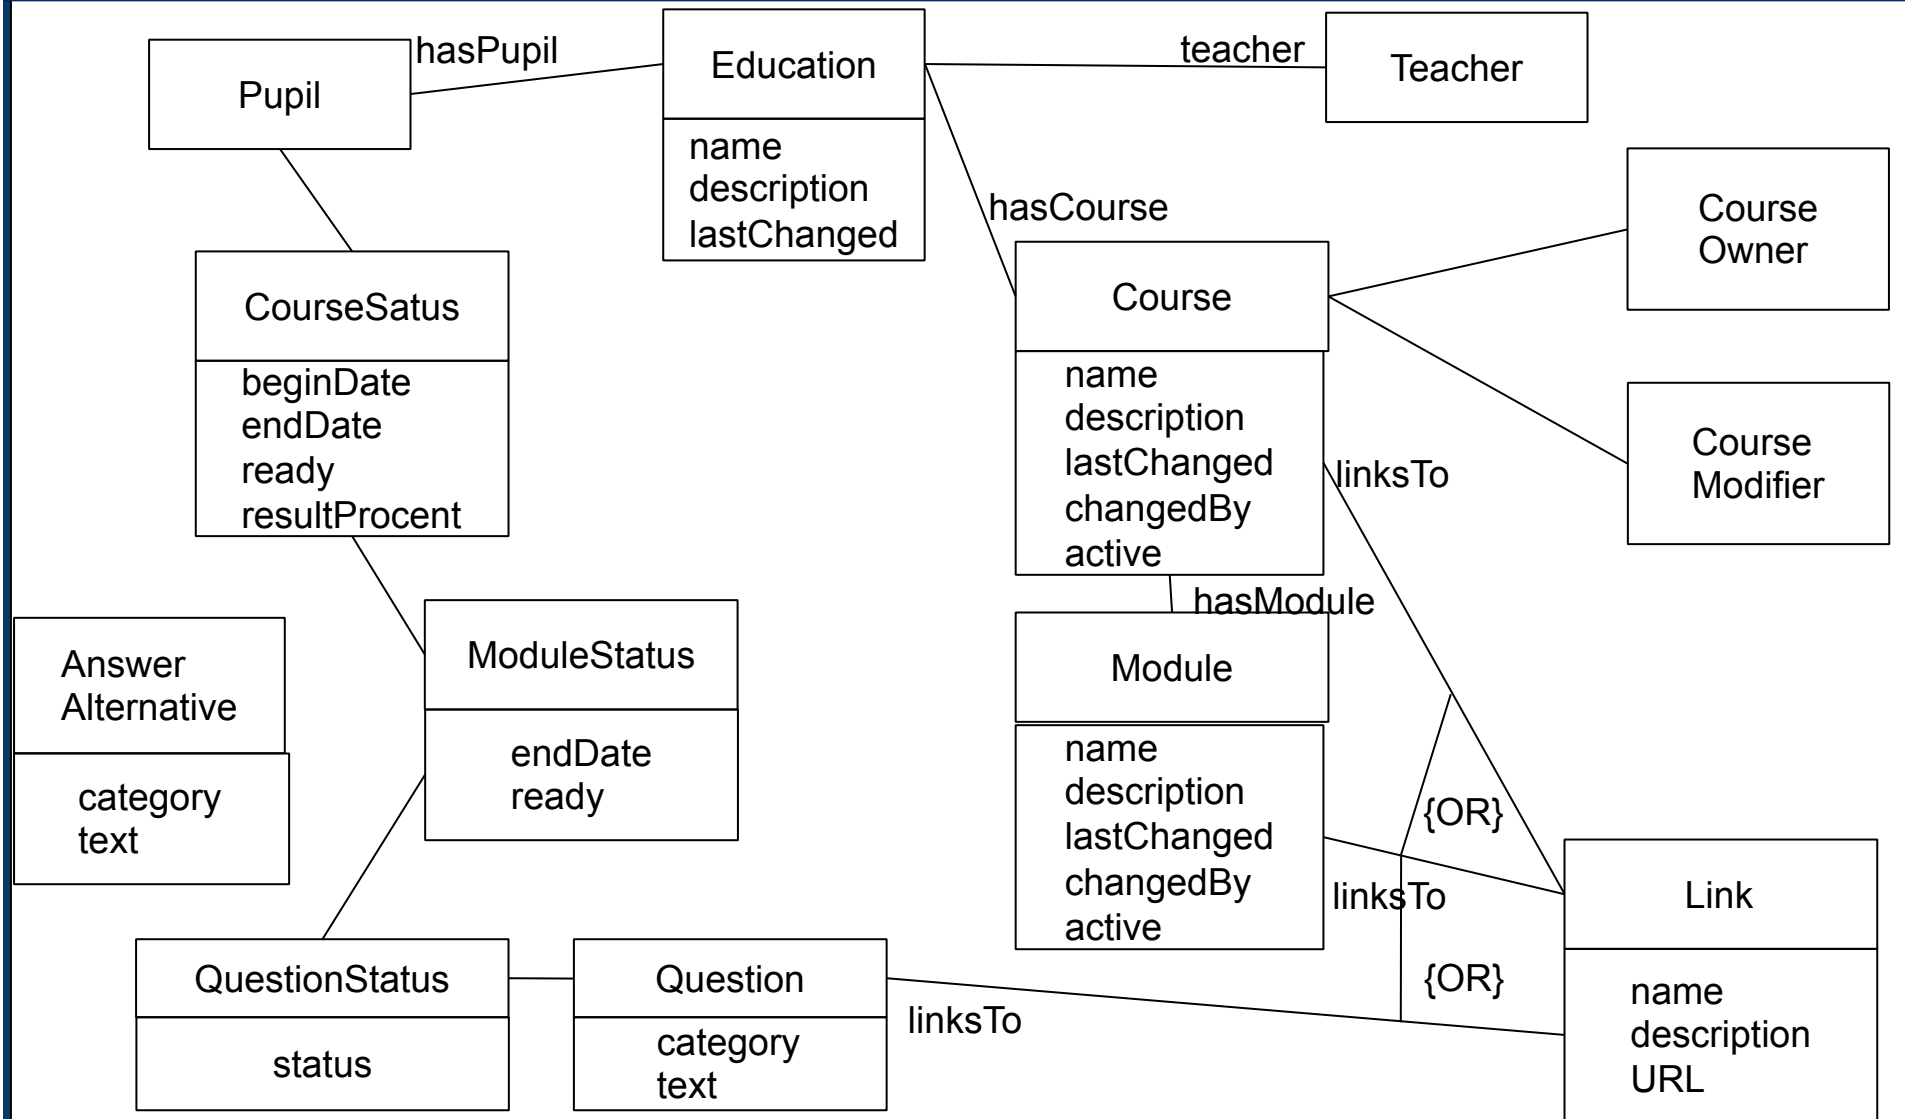 hasPupil
Pupil
Education
name
description
lastChanged
teacher
Teacher
hasCourse
Course
Owner
Course
name
description
lastChanged
changedBy
active
Course
Modifier
CourseSatus
beginDate
endDate
ready
resultProcent
linksTo
hasModule
Module
name
description
lastChanged
changedBy
active
Answer
Alternative
category
text
ModuleStatus
endDate
ready
{OR}
linksTo
{OR}
Link
name
description
URL
QuestionStatus
status
Question
category
text
linksTo